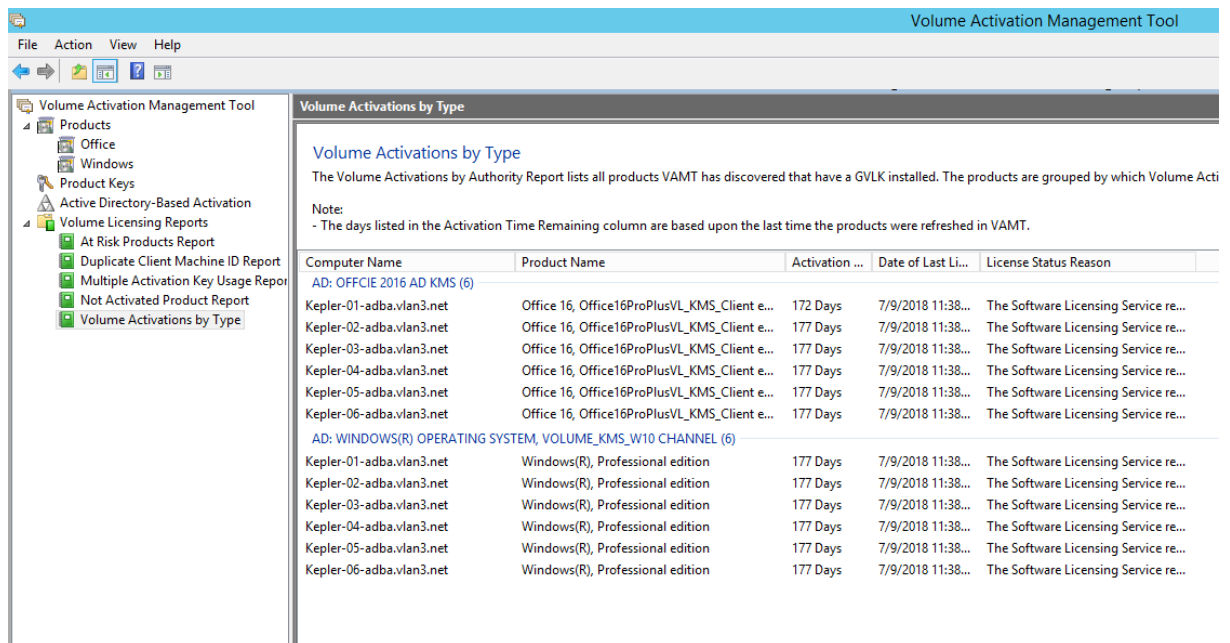 Volume Activation Management Tool
File Action View Help
Volume Activation Management Tool
Products
Office
Windows
Product Keys
Active Directory-Based Activation
Volume Licensing Reports
At Risk Products Report
Duplicate Client Machine ID Report
Multiple Activation Key Usage Repor
Not Activated Product Report
Volume Activations by Type
Volume Activations by Type
Volume Activations by Type
The Volume Activations by Authority Report lists all products VAMT has discovered that have a GVLK installed. The products are grouped by which Volume Acti
Note:
- The days listed in the Activation Time Remaining column are based upon the last time the products were refreshed in VAMT.
Computer Name Product Name Activation ... Date of Last Li... License Status Reason
AD: OFFCIE 2016 AD KMS (6)
Kepler-01-adba.vlan3.net Office 16, Office16ProPlusVL_KMS_Client e... 172 Days 7/9/2018 11:38... The Software Licensing Service re...
Kepler-02-adba.vlan3.net Office 16, Office16ProPlusVL_KMS_Client e... 177 Days 7/9/2018 11:38... The Software Licensing Service re...
Kepler-03-adba.vlan3.net Office 16, Office16ProPlusVL_KMS_Client e... 177 Days 7/9/2018 11:38... The Software Licensing Service re...
Kepler-04-adba.vlan3.net Office 16, Office16ProPlusVL_KMS_Client e... 177 Days 7/9/2018 11:38... The Software Licensing Service re...
Kepler-05-adba.vlan3.net Office 16, Office16ProPlusVL_KMS_Client e... 177 Days 7/9/2018 11:38... The Software Licensing Service re...
Kepler-06-adba.vlan3.net Office 16, Office16ProPlusVL_KMS_Client e... 177 Days 7/9/2018 11:38... The Software Licensing Service re...
AD: WINDOWS(R) OPERATING SYSTEM, VOLUME_KMS_W10 CHANNEL (6)
Kepler-01-adba.vlan3.net Windows(R), Professional edition 177 Days 7/9/2018 11:38... The Software Licensing Service re...
Kepler-02-adba.vlan3.net Windows(R), Professional edition 177 Days 7/9/2018 11:38... The Software Licensing Service re...
Kepler-03-adba.vlan3.net Windows(R), Professional edition 177 Days 7/9/2018 11:38... The Software Licensing Service re...
Kepler-04-adba.vlan3.net Windows(R), Professional edition 177 Days 7/9/2018 11:38... The Software Licensing Service re...
Kepler-05-adba.vlan3.net Windows(R), Professional edition 177 Days 7/9/2018 11:38... The Software Licensing Service re...
Kepler-06-adba.vlan3.net Windows(R), Professional edition 177 Days 7/9/2018 11:38... The Software Licensing Service re...